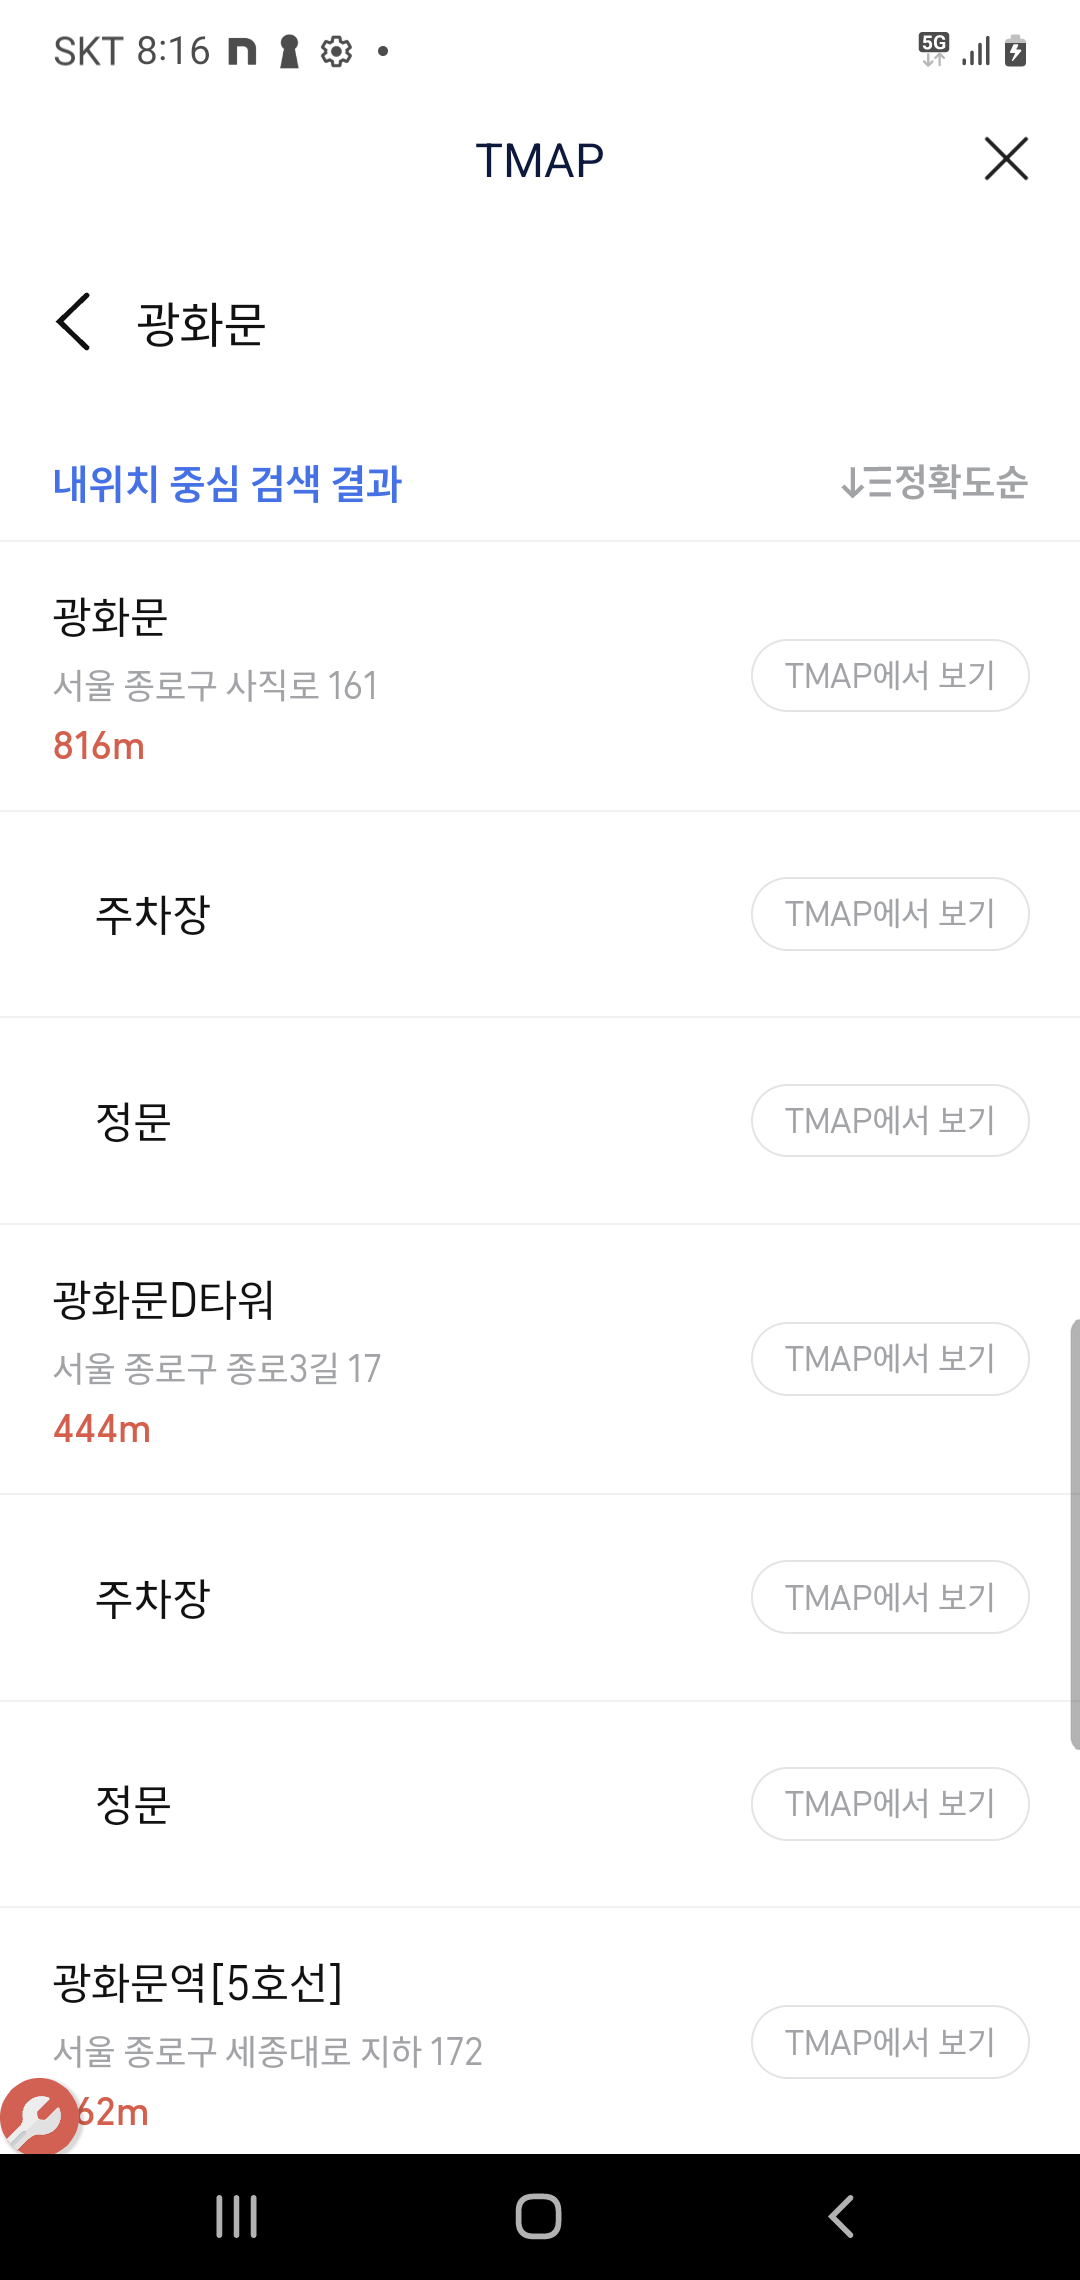 SKT 8:16
5G
TMAP
광화문
내위치 중심 검색 결과
정확도순
광화문
서울 종로구 사직로 161
816m
TMAP에서 보기
주차장
TMAP에서 보기
정문
TMAP에서 보기
광화문D타워
서울 종로구 종로3길 17
444m
TMAP에서 보기
주차장
TMAP에서 보기
정문
TMAP에서 보기
광화문역[5호선]
서울 종로구 세종대로 지하 172
TMAP에서 보기